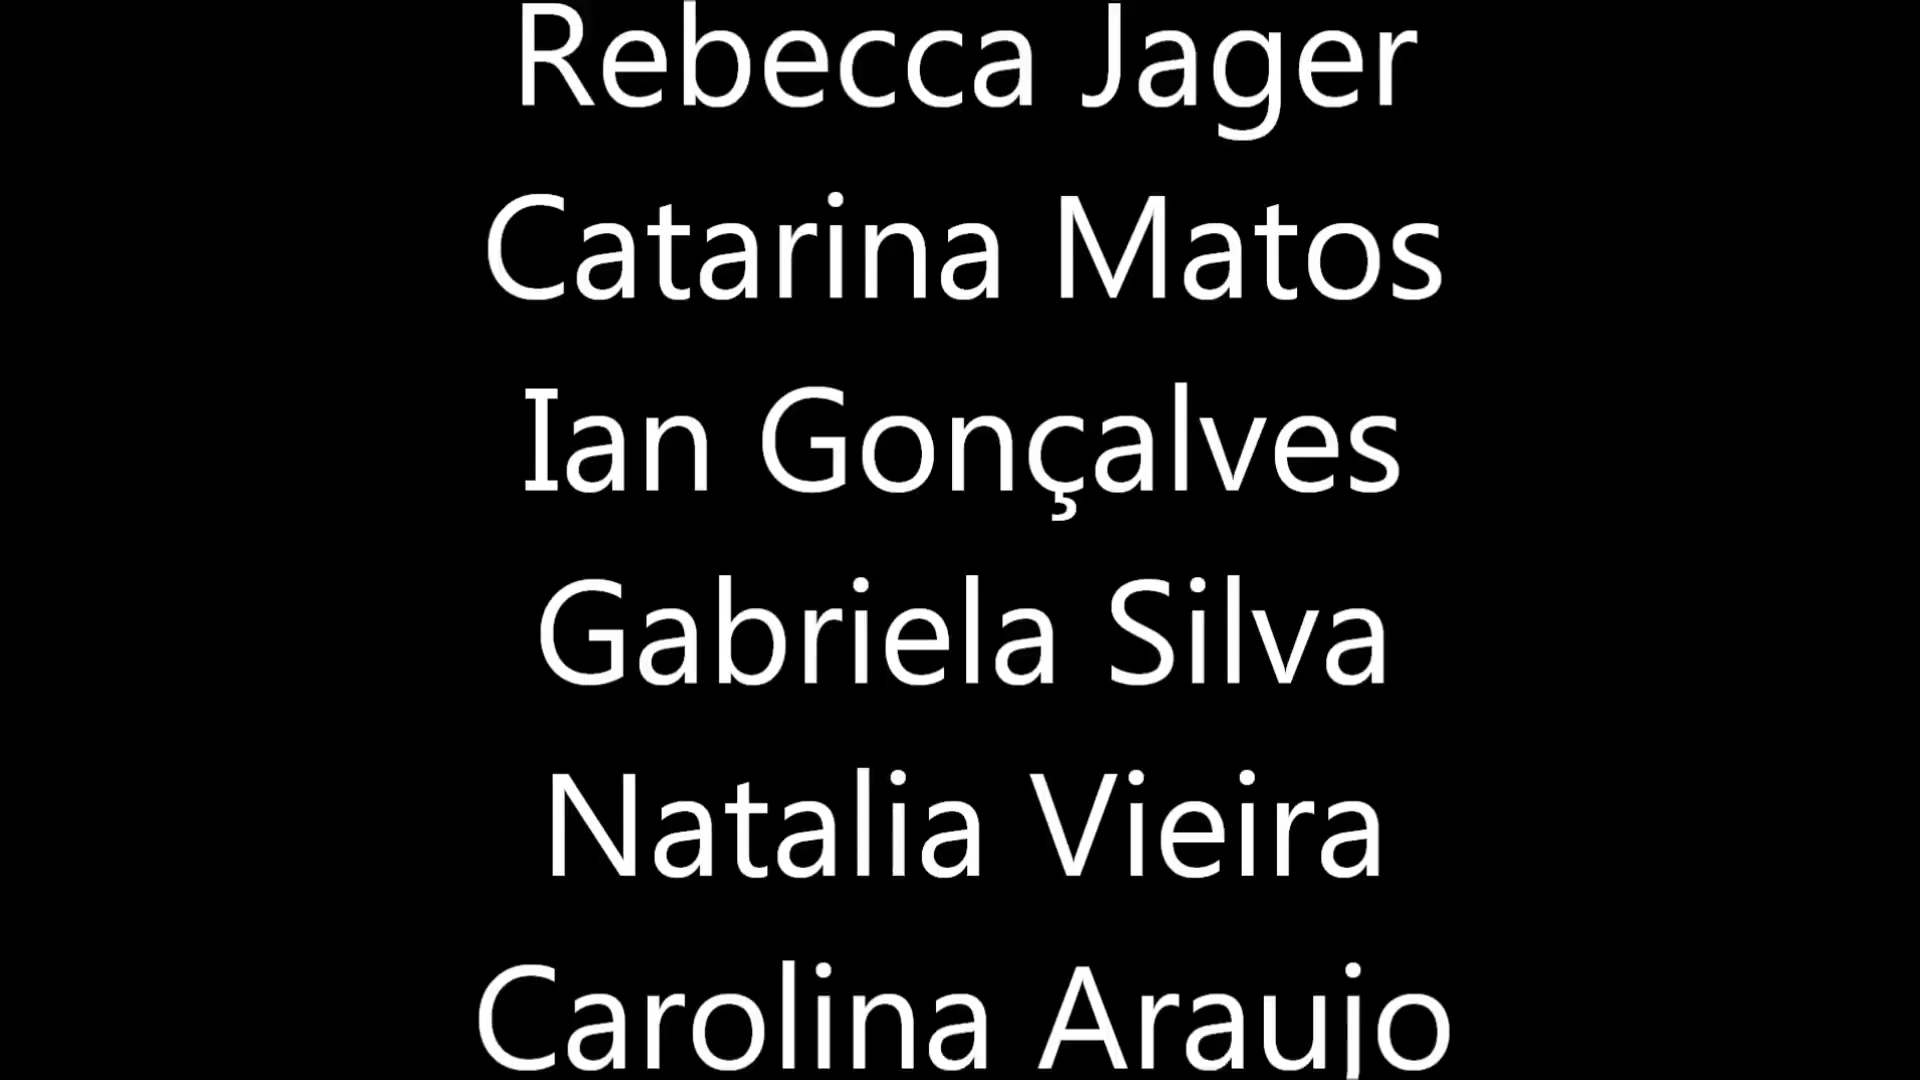 Rebecca Jager
Catarina Matos
Ian Gonçalves
Gabriela Silva
Natalia Vieira
Carolina Araujo